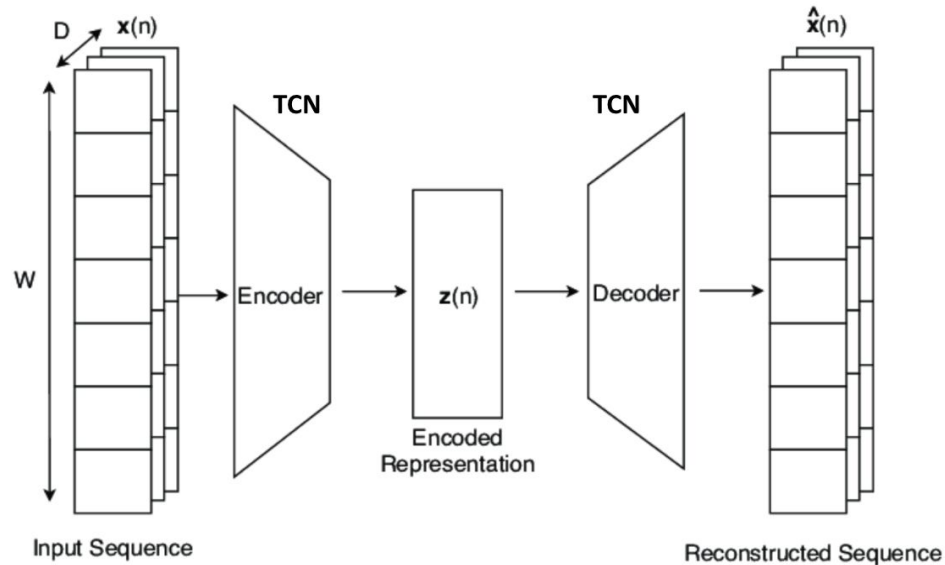 D
x(n)
x̂(n)
TCN
TCN
W
Encoder
z(n)
Decoder
Encoded
Representation
Input Sequence
Reconstructed Sequence